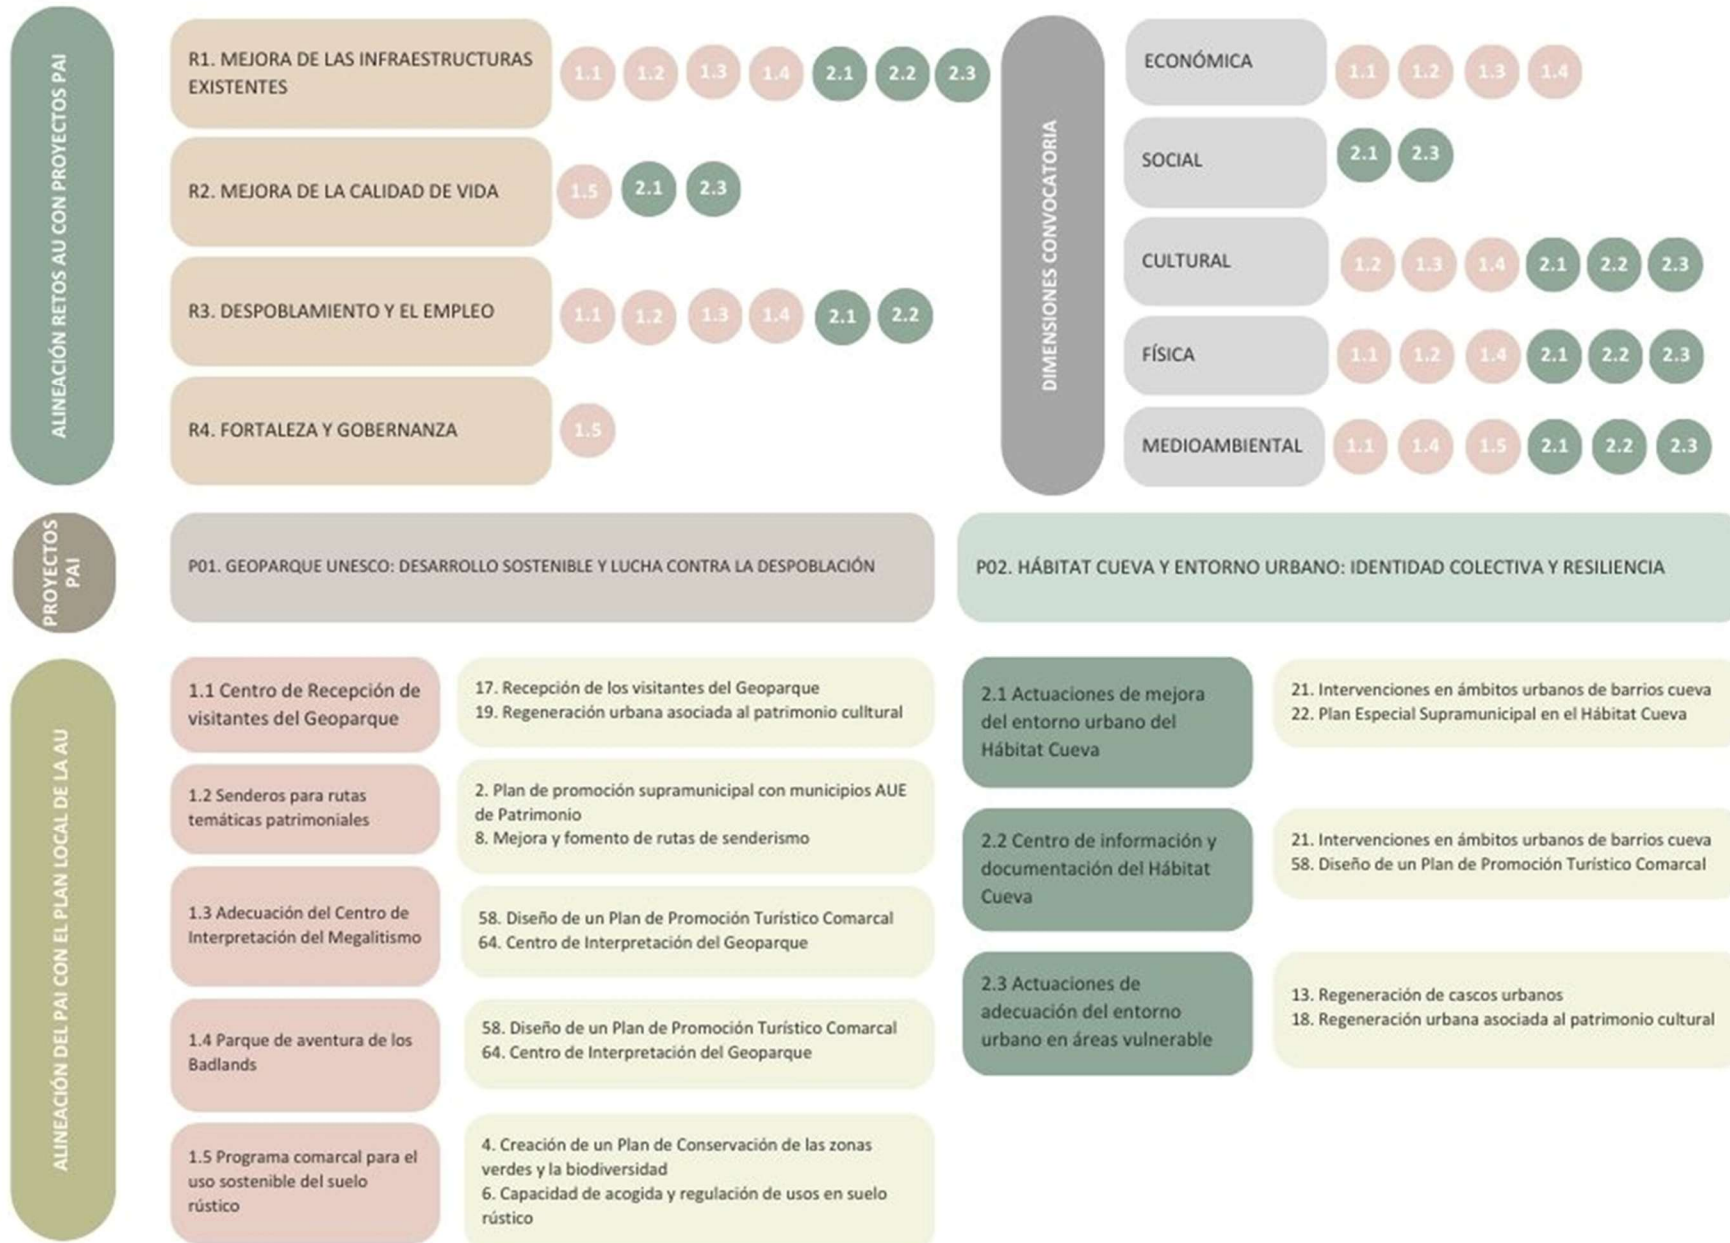 ALINEACIÓN RETOS AU CON PROYECTOS PAI
R1. MEJORA DE LAS INFRAESTRUCTURAS
EXISTENTES
1.1 1.2 1.3 1.4 2.1 2.2 2.3
R2. MEJORA DE LA CALIDAD DE VIDA
1.5 2.1 2.3
R3. DESPOBLAMIENTO Y EL EMPLEO
1.1 1.2 1.3 1.4 2.1 2.2
R4. FORTALEZA Y GOBERNANZA
1.5
DIMENSIONES CONVOCATORIA
ECONÓMICA
1.1 1.2 1.3 1.4
SOCIAL
2.1 2.3
CULTURAL
1.2 1.3 1.4 2.1 2.2 2.3
FÍSICA
1.1 1.2 1.4 2.1 2.2 2.3
MEDIOAMBIENTAL
1.1 1.4 1.5 2.1 2.2 2.3
PROYECTOS
PAI
P01. GEOPARQUE UNESCO: DESARROLLO SOSTENIBLE Y LUCHA CONTRA LA DESPOBLACIÓN
P02. HÁBITAT CUEVA Y ENTORNO URBANO: IDENTIDAD COLECTIVA Y RESILIENCIA
ALINEACIÓN DEL PAI CON EL PLAN LOCAL DE LA AU
1.1 Centro de Recepción de
visitantes del Geoparque
17. Recepción de los visitantes del Geoparque
19. Regeneración urbana asociada al patrimonio cullt​ural
1.2 Senderos para rutas
temáticas patrimoniales
2. Plan de promoción supramunicipal con municipios AUE
de Patrimonio
8. Mejora y fomento de rutas de senderismo
1.3 Adecuación del Centro de
Interpretación del Megalitismo
58. Diseño de un Plan de Promoción Turístico Comarcal
64. Centro de Interpretación del Geoparque
1.4 Parque de aventura de los
Badlands
58. Diseño de un Plan de Promoción Turístico Comarcal
64. Centro de Interpretación del Geoparque
1.5 Programa comarcal para el
uso sostenible del suelo
rústico
4. Creación de un Plan de Conservación de las zonas
verdes y la biodiversidad
6. Capacidad de acogida y regulación de usos en suelo
rústico
2.1 Actuaciones de mejora
del entorno urbano del
Hábitat Cueva
21. Intervenciones en ámbitos urbanos de barrios cueva
22. Plan Especial Supramunicipal en el Hábitat Cueva
2.2 Centro de información y
documentación del Hábitat
Cueva
21. Intervenciones en ámbitos urbanos de barrios cueva
58. Diseño de un Plan de Promoción Turístico Comarcal
2.3 Actuaciones de
adecuación del entorno
urbano en áreas vulnerable
13. Regeneración de cascos urbanos
18. Regeneración urbana asociada al patrimonio cultural